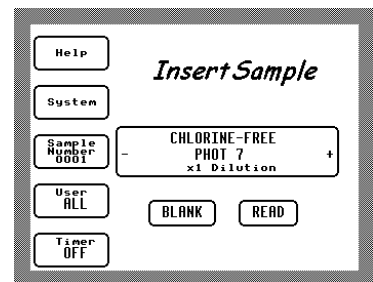 Help
Insert Sample
System
Sample
Number
0001
- CHLORINE-FREE
PHOT 7 +
x1 Dilution
User
ALL
BLANK READ
Timer
OFF